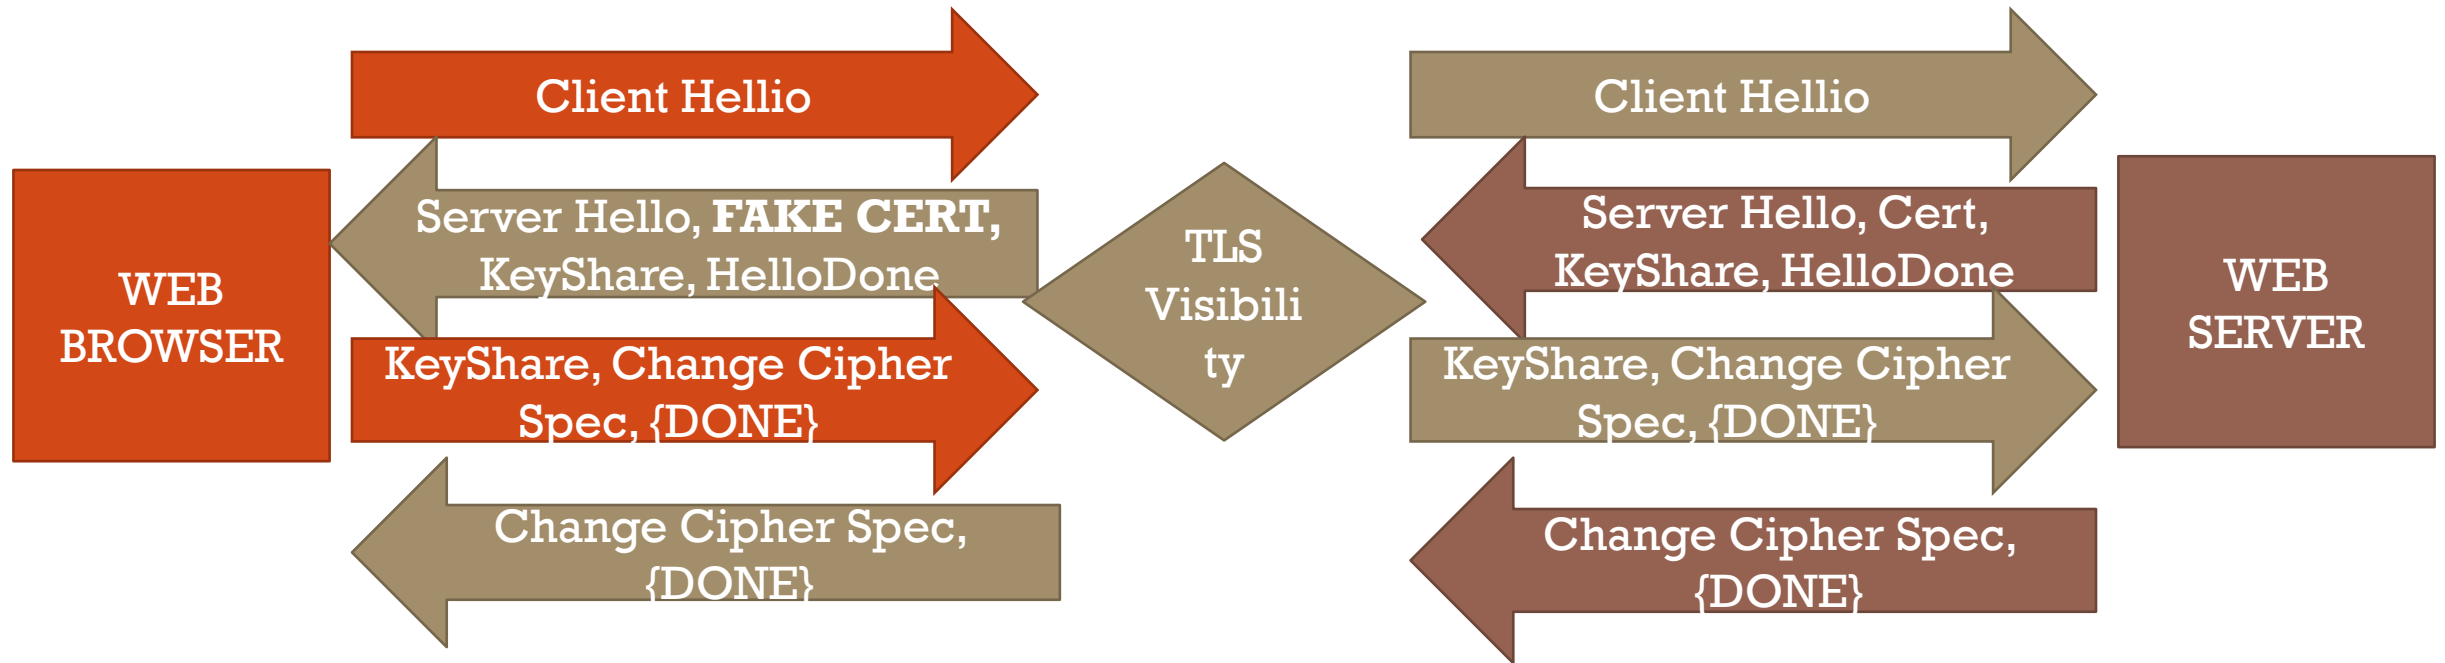 Client Hellio
Client Hellio
WEB
BROWSER
Server Hello, FAKE CERT,
KeyShare, HelloDone
TLS
Visibili
ty
Server Hello, Cert,
KeyShare, HelloDone
WEB
SERVER
KeyShare, Change Cipher
Spec, {DONE}
KeyShare, Change Cipher
Spec, {DONE}
Change Cipher Spec,
{DONE}
Change Cipher Spec,
{DONE}